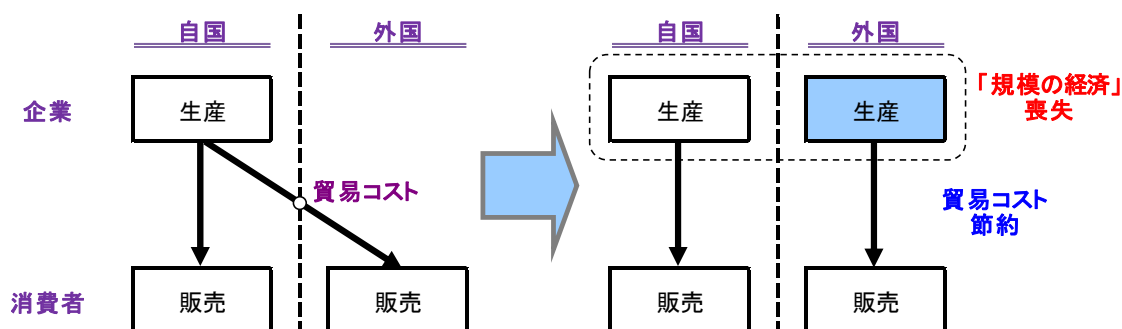 自国
外国
自国
外国
企業
生産
生産
生産
「規模の経済」
喪失
貿易コスト
貿易コスト
節約
消費者
販売
販売
販売
販売